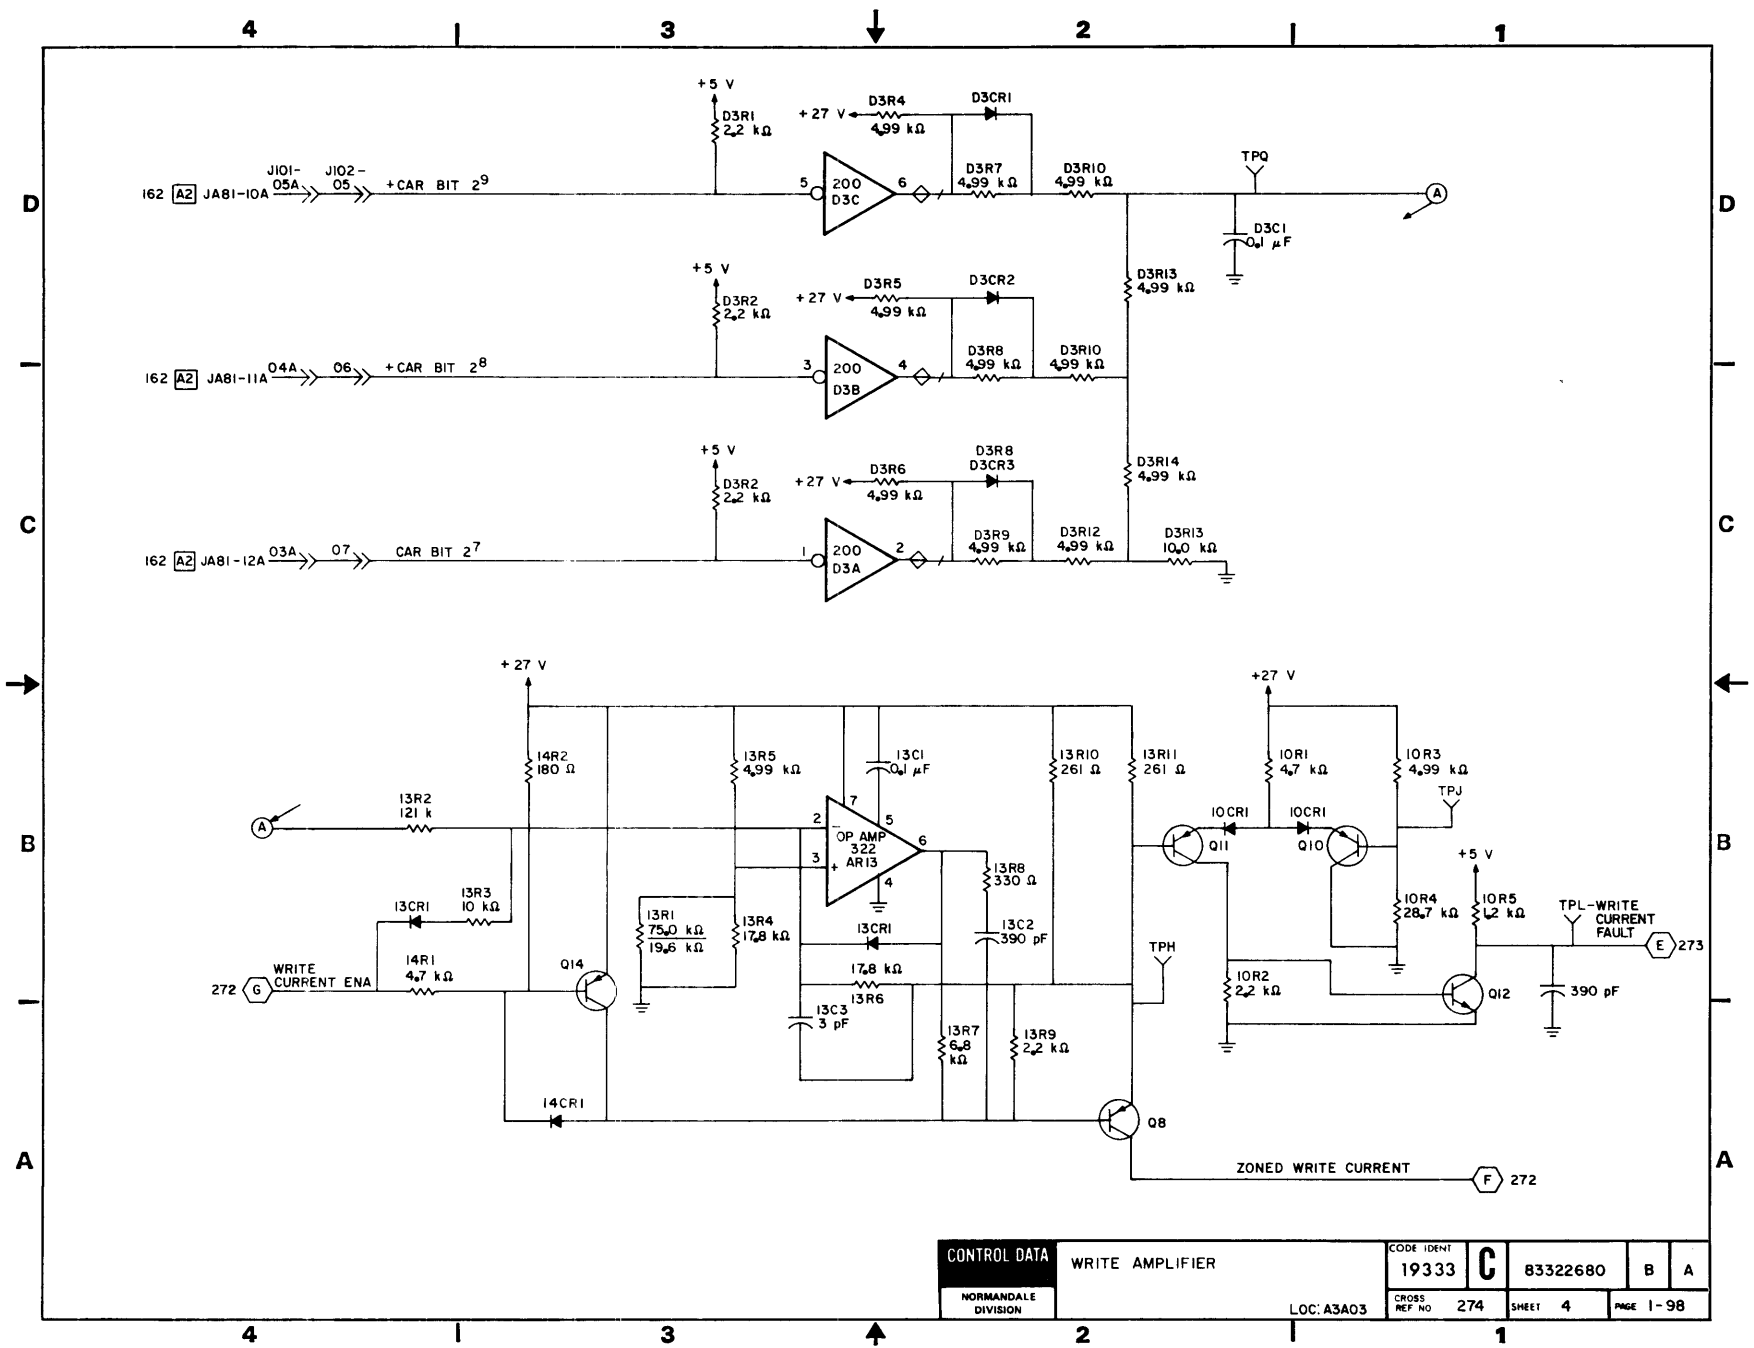 4 3 2 1
D
+5 V
D3R1
2.2 kΩ
+27 V
D3R4
4.99 kΩ
D3CR1
162 A2 JA81-10A
J101-
05A
J102-
05
+CAR BIT 2⁹
5
200
D3C
6
D3R7
4.99 kΩ
D3R10
4.99 kΩ
TPQ
A
D
D3C1
0.1 µF
D3R13
4.99 kΩ
+5 V
D3R2
2.2 kΩ
+27 V
D3R5
4.99 kΩ
D3CR2
162 A2 JA81-11A
04A
06
+CAR BIT 2⁸
3
200
D3B
4
D3R8
4.99 kΩ
D3R10
4.99 kΩ
+5 V
D3R2
2.2 kΩ
+27 V
D3R6
4.99 kΩ
D3R8
D3CR3
D3R14
4.99 kΩ
C
C
162 A2 JA81-12A
03A
07
CAR BIT 2⁷
1
200
D3A
2
D3R9
4.99 kΩ
D3R12
4.99 kΩ
D3R13
10.0 kΩ
+27 V
+27 V
14R2
180 Ω
13R5
4.99 kΩ
13C1
0.1 µF
13R10
261 Ω
13R11
261 Ω
10R1
4.7 kΩ
10R3
4.99 kΩ
TPJ
B
A
13R2
121 k
2
7
5
−
OP AMP
322
AR13
3
+
4
6
10CR1
10CR1
Q11
Q10
B
+5 V
13R8
330 Ω
13CR1
13R3
10 kΩ
13R1
75.0 kΩ
19.6 kΩ
13R4
17.8 kΩ
13CR1
13C2
390 pF
10R4
28.7 kΩ
10R5
1.2 kΩ
TPL-WRITE
CURRENT
FAULT
E 273
TPH
272 G
WRITE
CURRENT ENA
14R1
4.7 kΩ
Q14
17.8 kΩ
13R6
10R2
2.2 kΩ
Q12
390 pF
13C3
3 pF
13R7
6.8
kΩ
13R9
2.2 kΩ
14CR1
Q8
A
A
ZONED WRITE CURRENT
F 272
CONTROL DATA
NORMANDALE
DIVISION
WRITE AMPLIFIER
LOC: A3A03
CODE IDENT
19333
C
83322680
B
A
CROSS
REF NO 274
SHEET 4
PAGE 1-98
4 3 2 1